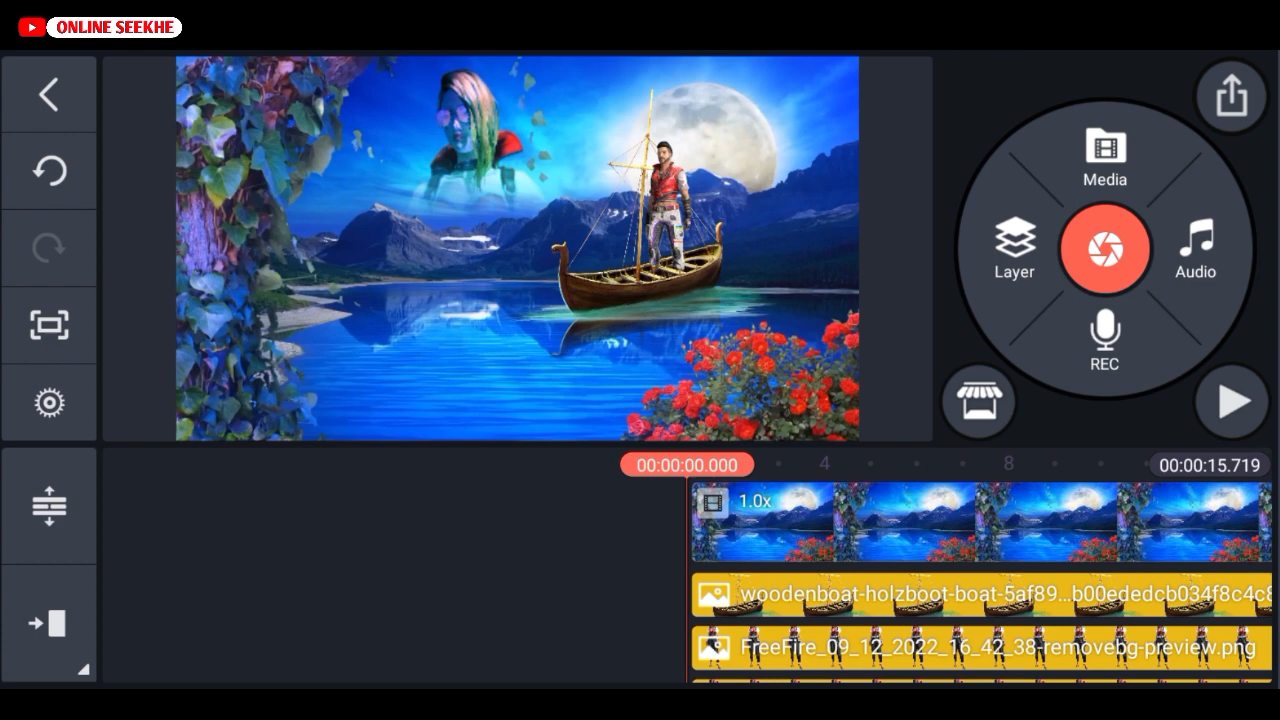 ONLINE SEEKHE
Media
Layer
Audio
REC
00:00:00.000
4
8
00:00:15.719
1.0x
woodenboat-holzboot-boat-5af89...b00ededcb034f8c4c8
FreeFire_09_12_2022_16_42_38-removebg-preview.png